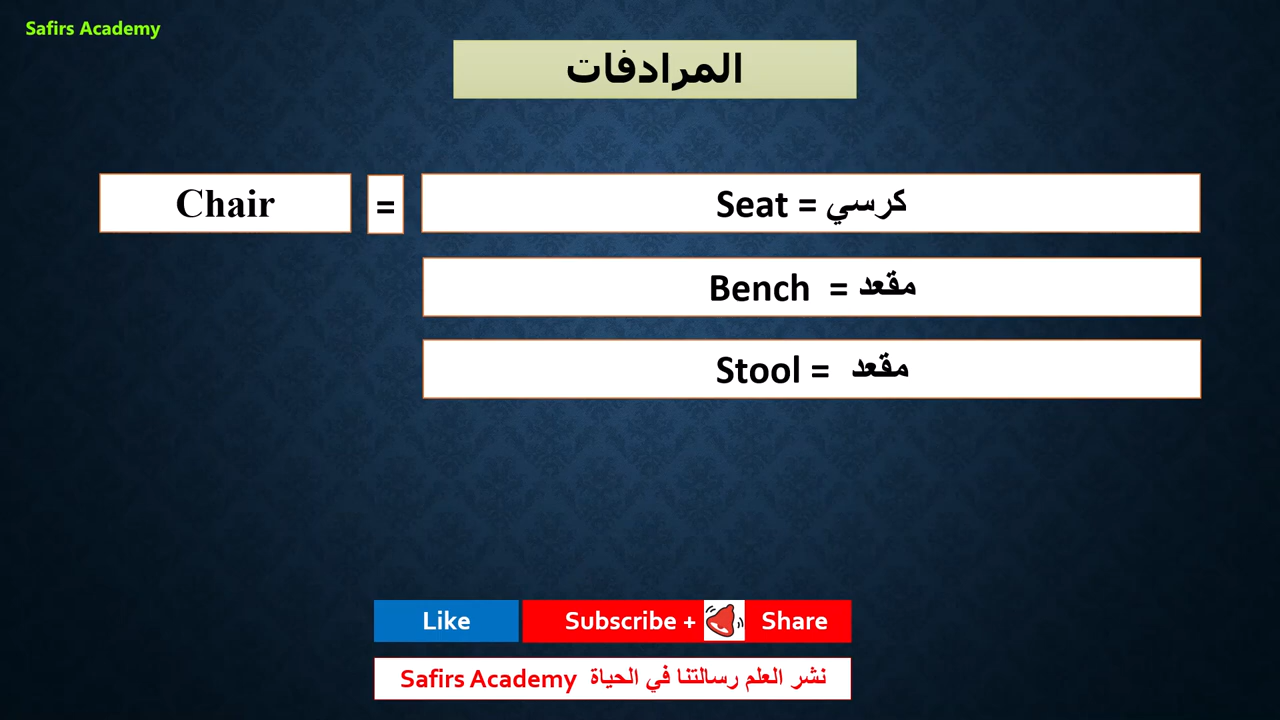 Safirs Academy
المرادفات
Chair = Seat = كرسي
Bench = مقعد
Stool = مقعد
Like Subscribe + Share
Safirs Academy نشر العلم رسالتنا في الحياة